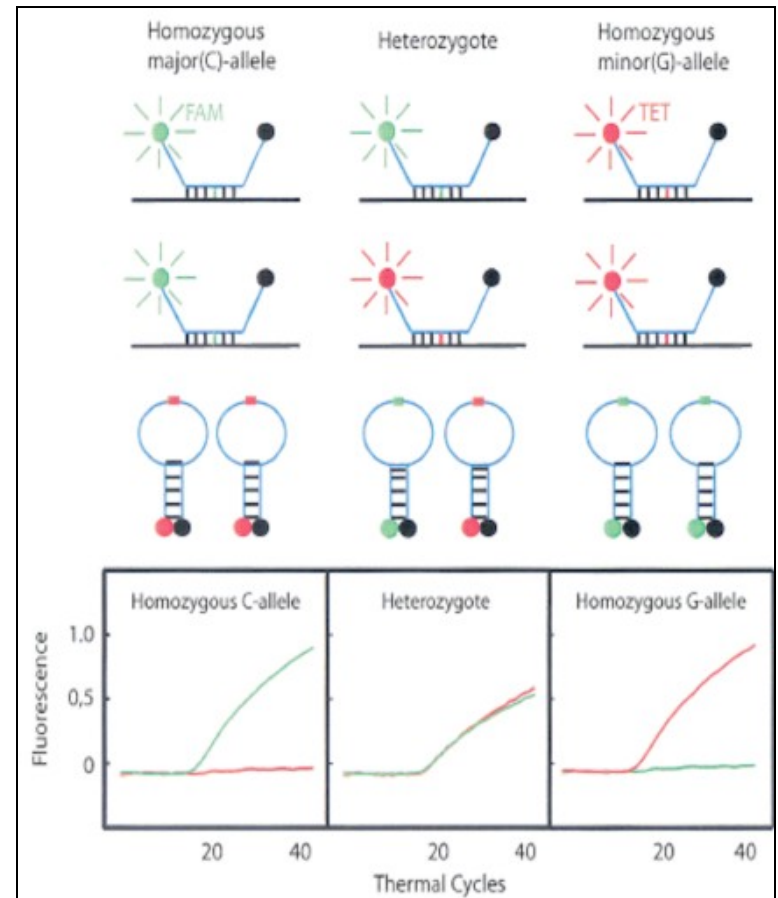 Homozygous
major(C)-allele
Heterozygote
Homozygous
minor(G)-allele
FAM
TET
Homozygous C-allele
Heterozygote
Homozygous G-allele
Fluorescence
1.0
0,5
0
20
40
20
40
20
40
Thermal Cycles